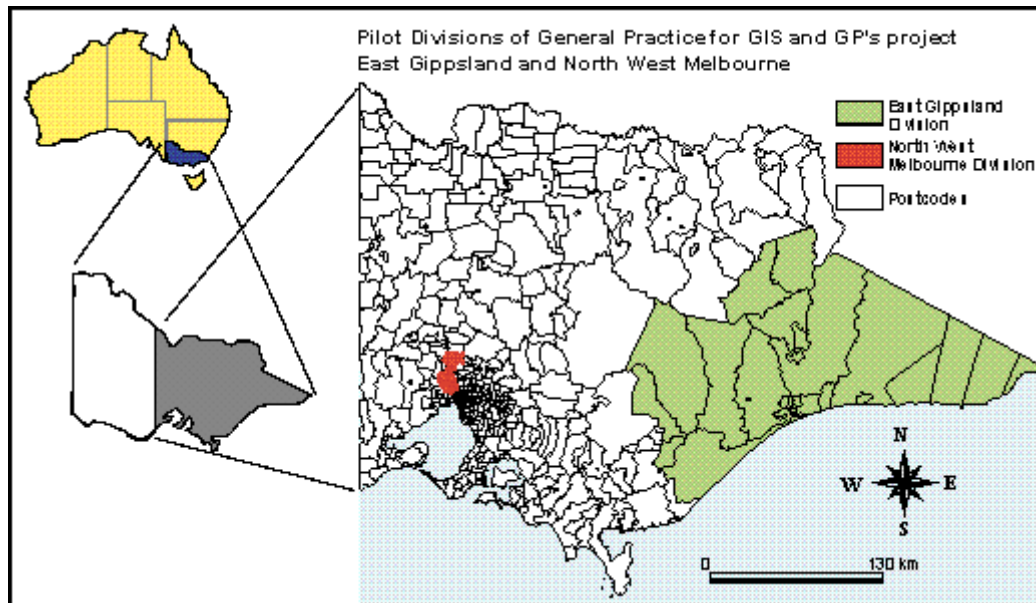 Pilot Divisions of General Practice for GIS and GP's project
East Gippsland and North West Melbourne
East Gippsland
Division
North West
Melbourne Division
Postcodes
N
W E
S
0 130 km